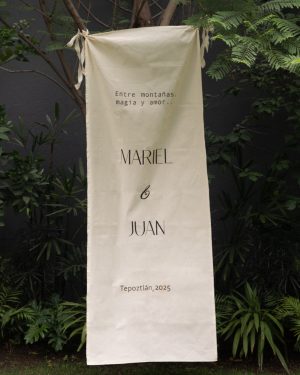 Entre montañas,
magia y amor...
MARIEL
&
JUAN
Tepoztlán, 2025